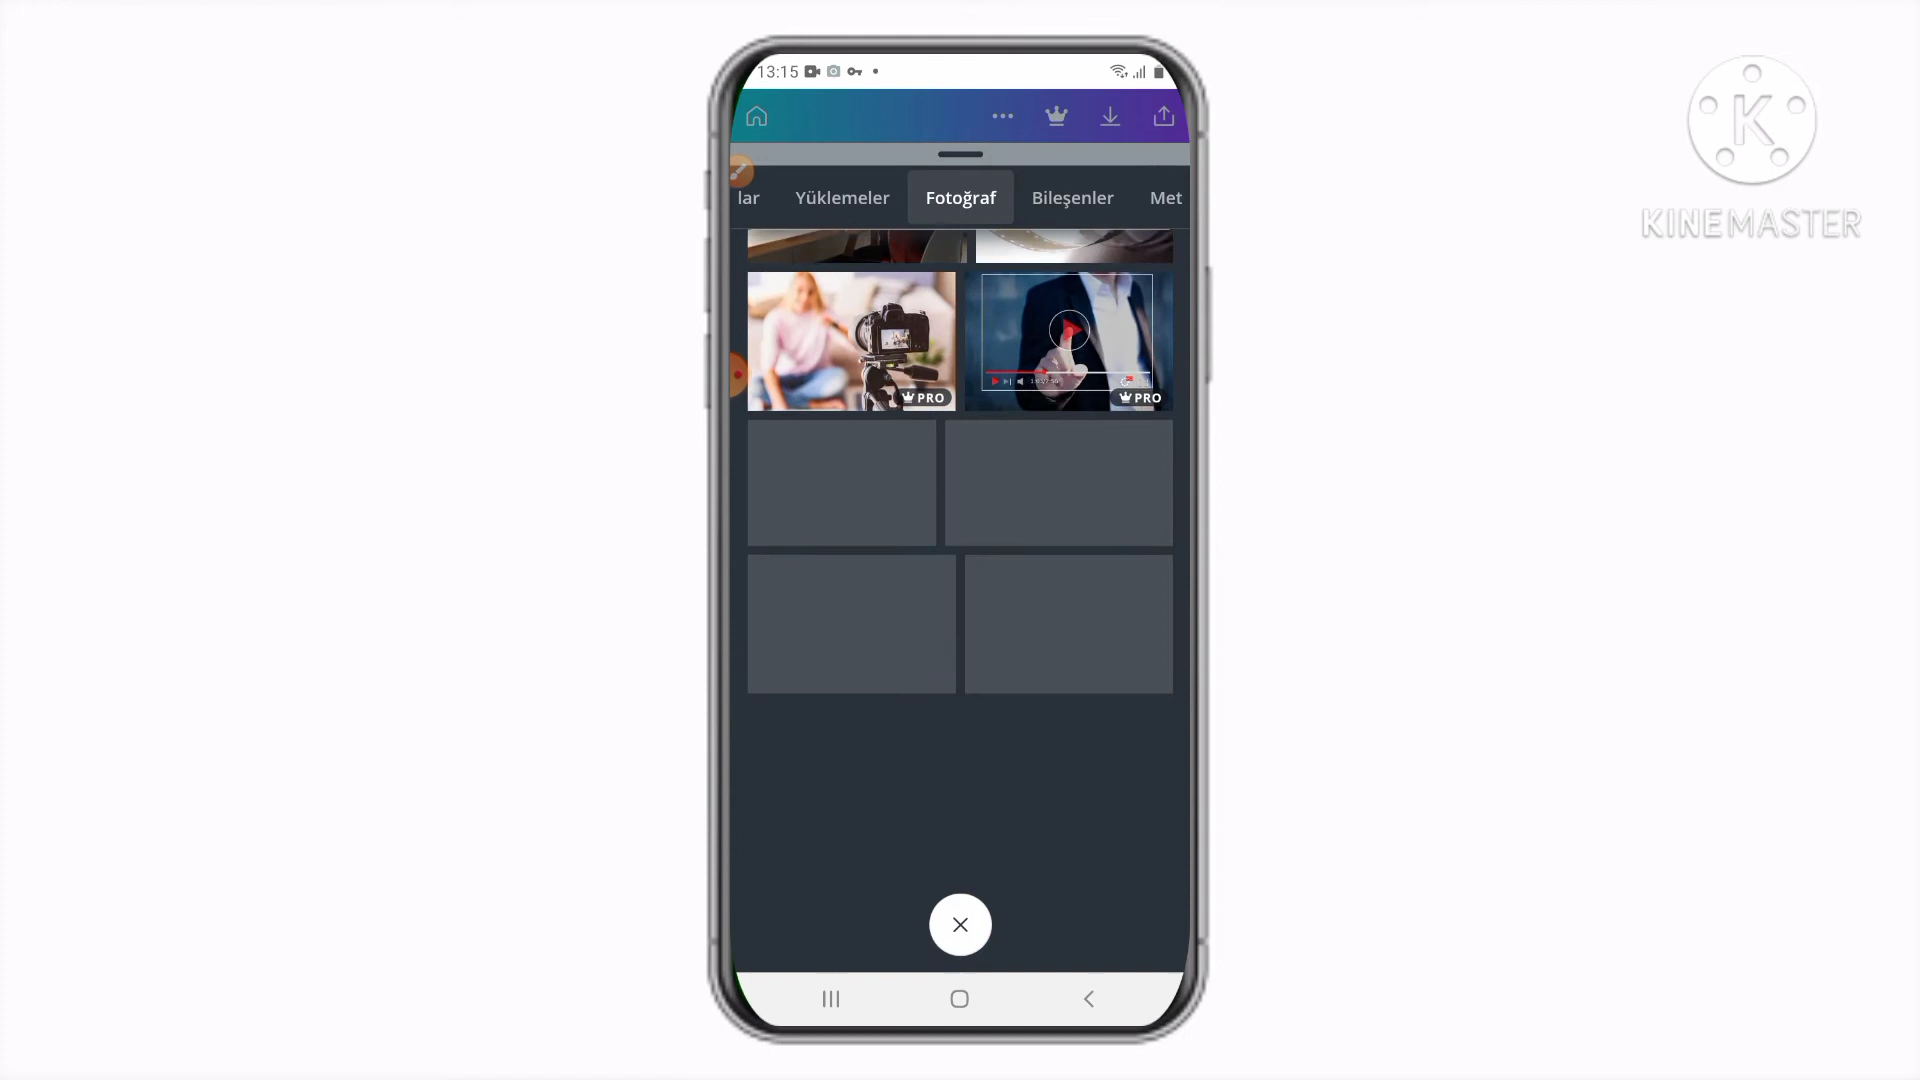 13:15
KINEMASTER
lar Yüklemeler Fotoğraf Bileşenler Met
PRO
PRO